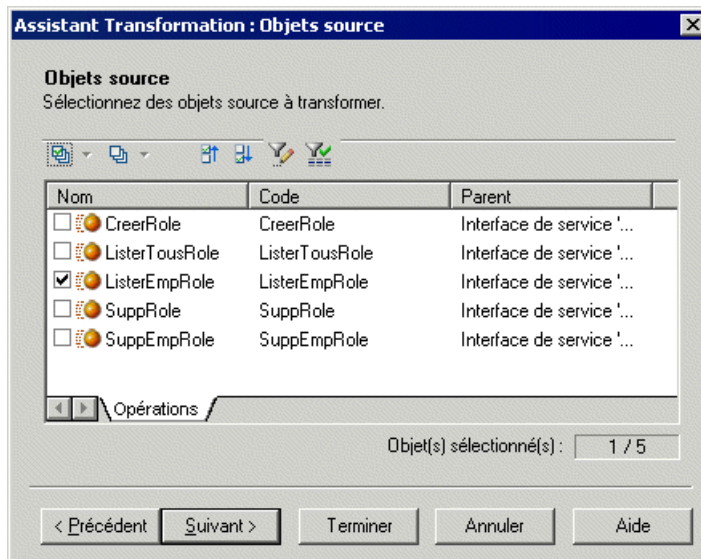 Assistant Transformation : Objets source
Objets source
Sélectionnez des objets source à transformer.
Nom Code Parent
CreerRole CreerRole Interface de service '...
ListerTousRole ListerTousRole Interface de service '...
ListerEmpRole ListerEmpRole Interface de service '...
SuppRole SuppRole Interface de service '...
SuppEmpRole SuppEmpRole Interface de service '...
Opérations
Objet(s) sélectionné(s) : 1 / 5
< Précédent Suivant > Terminer Annuler Aide